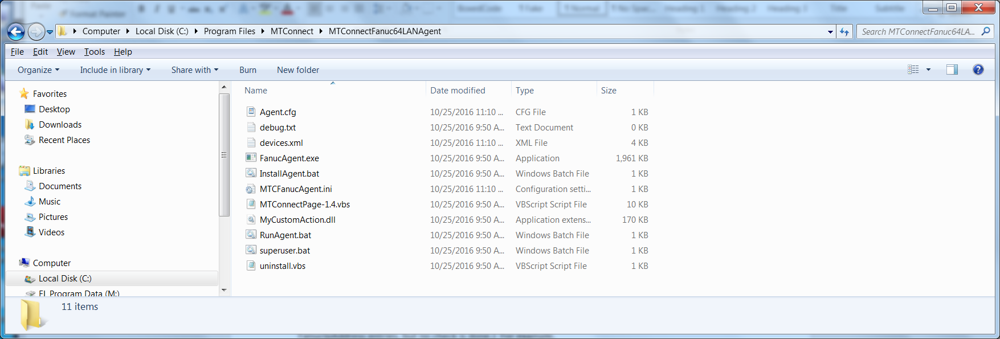 Computer Local Disk (C:) Program Files MTConnect MTConnectFanuc64LANAgent Search MTConnectFanuc64LA...
File Edit View Tools Help
Organize Include in library Share with Burn New folder
Name Date modified Type Size
Favorites
Desktop
Downloads
Recent Places
Libraries
Documents
Music
Pictures
Videos
Computer
Local Disk (C:)
FL Program Data (M:)
Agent.cfg 10/25/2016 11:10 ... CFG File 1 KB
debug.txt 10/25/2016 9:50 A... Text Document 0 KB
devices.xml 10/25/2016 11:10 ... XML File 4 KB
FanucAgent.exe 10/25/2016 9:50 A... Application 1,961 KB
InstallAgent.bat 10/25/2016 9:50 A... Windows Batch File 1 KB
MTCFanucAgent.ini 10/25/2016 11:10 ... Configuration setti... 1 KB
MTConnectPage-1.4.vbs 10/25/2016 9:50 A... VBScript Script File 10 KB
MyCustomAction.dll 10/25/2016 9:50 A... Application extens... 170 KB
RunAgent.bat 10/25/2016 9:50 A... Windows Batch File 1 KB
superuser.bat 10/25/2016 9:50 A... Windows Batch File 1 KB
uninstall.vbs 10/25/2016 9:50 A... VBScript Script File 1 KB
11 items